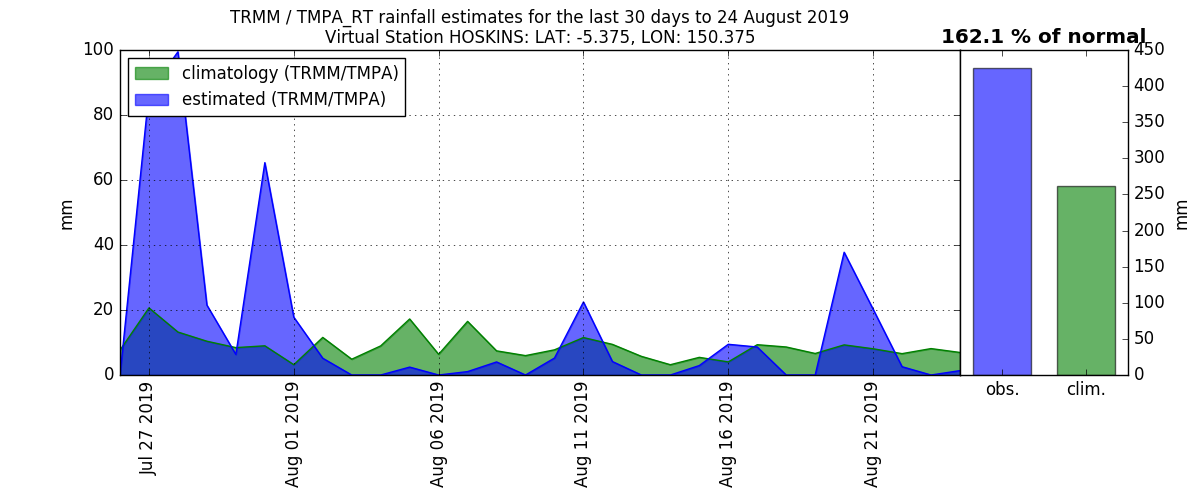 TRMM / TMPA_RT rainfall estimates for the last 30 days to 24 August 2019
Virtual Station HOSKINS: LAT: -5.375, LON: 150.375
162.1 % of normal
climatology (TRMM/TMPA)
estimated (TRMM/TMPA)
100
80
60
40
20
0
mm
Jul 27 2019
Aug 01 2019
Aug 06 2019
Aug 11 2019
Aug 16 2019
Aug 21 2019
450
400
350
300
250
200
150
100
50
0
mm
obs.
clim.